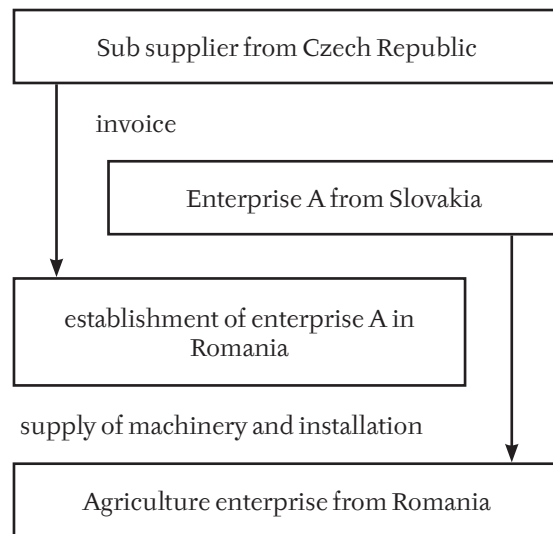 Sub supplier from Czech Republic
invoice
Enterprise A from Slovakia
establishment of enterprise A in
Romania
supply of machinery and installation
Agriculture enterprise from Romania